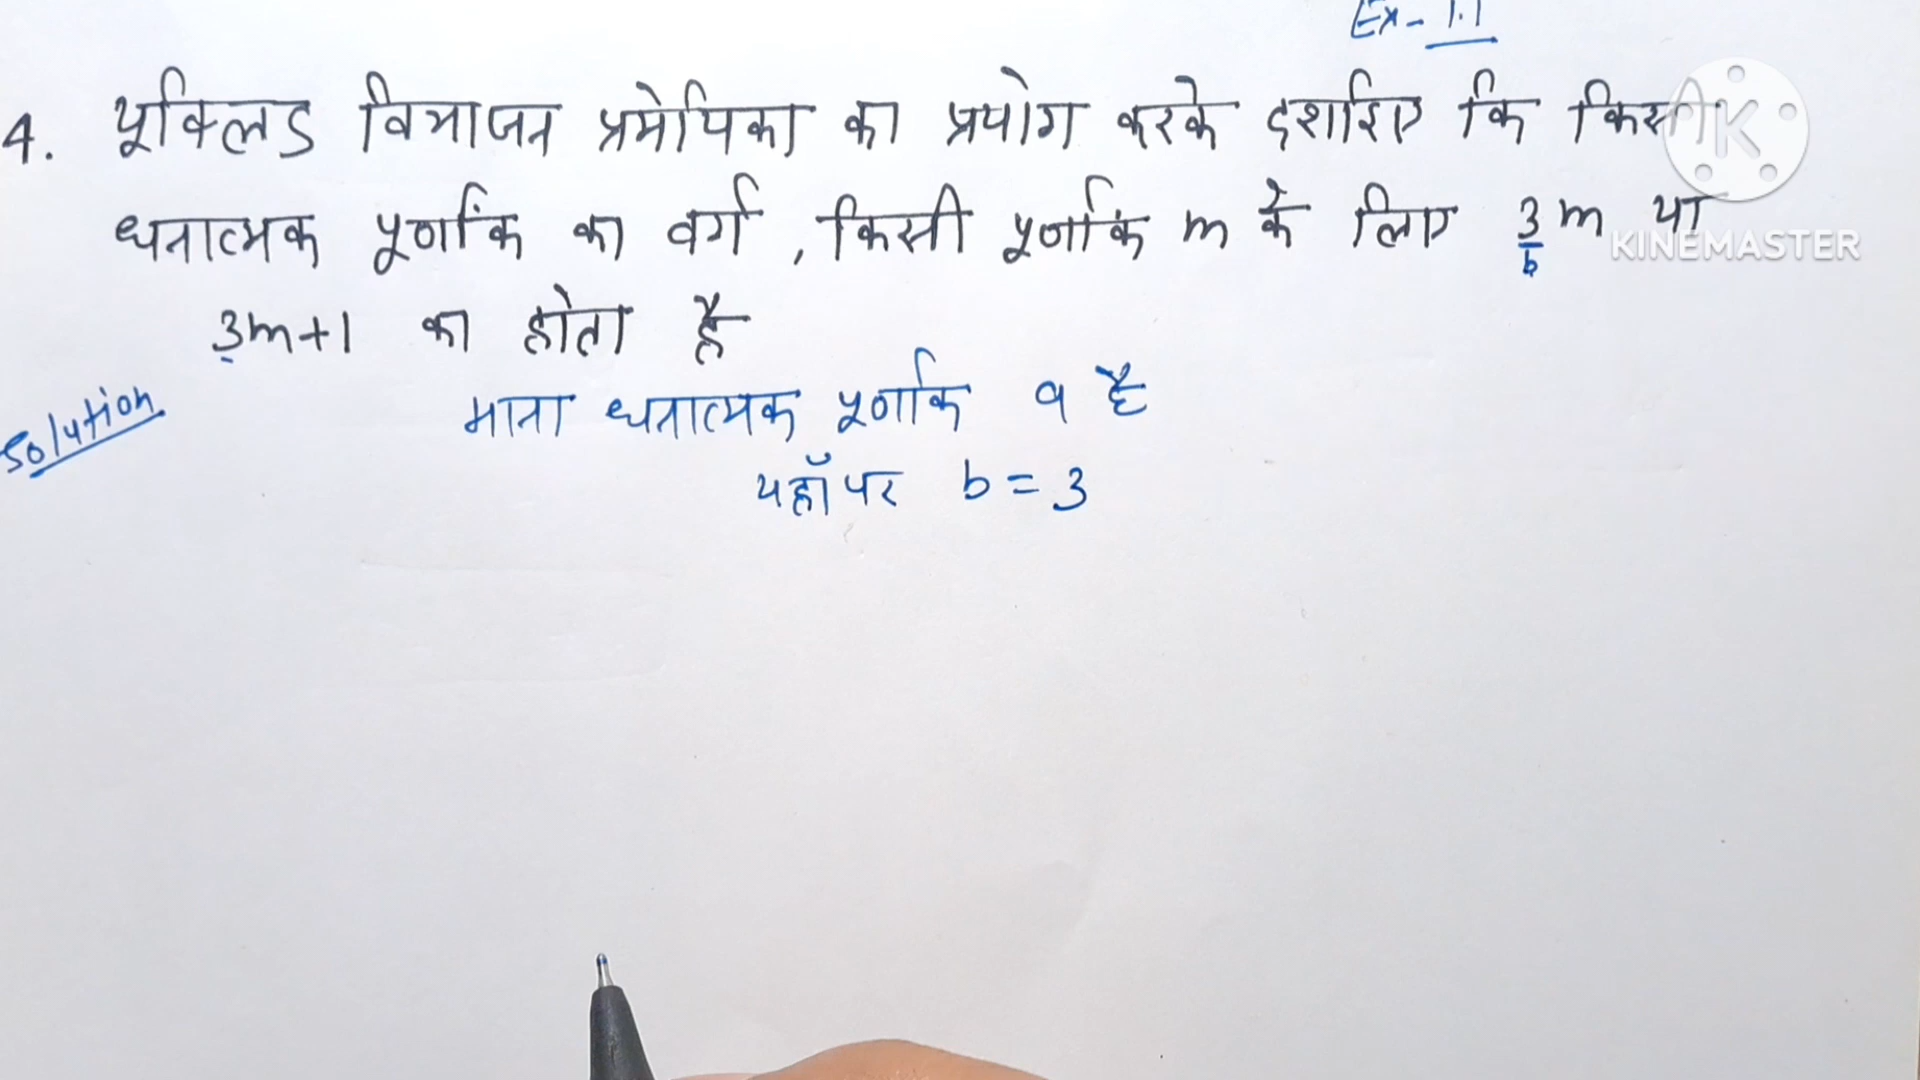 Ex- 1.1
4. यूक्लिड विभाजन प्रमेयिका का प्रयोग करके दर्शाइए कि किसी
धनात्मक पूर्णांक का वर्ग, किसी पूर्णांक m के लिए 3m या
b
KINEMASTER
3m+1 का होता है
Solution
माना धनात्मक पूर्णाक a है
यहाँ पर b = 3